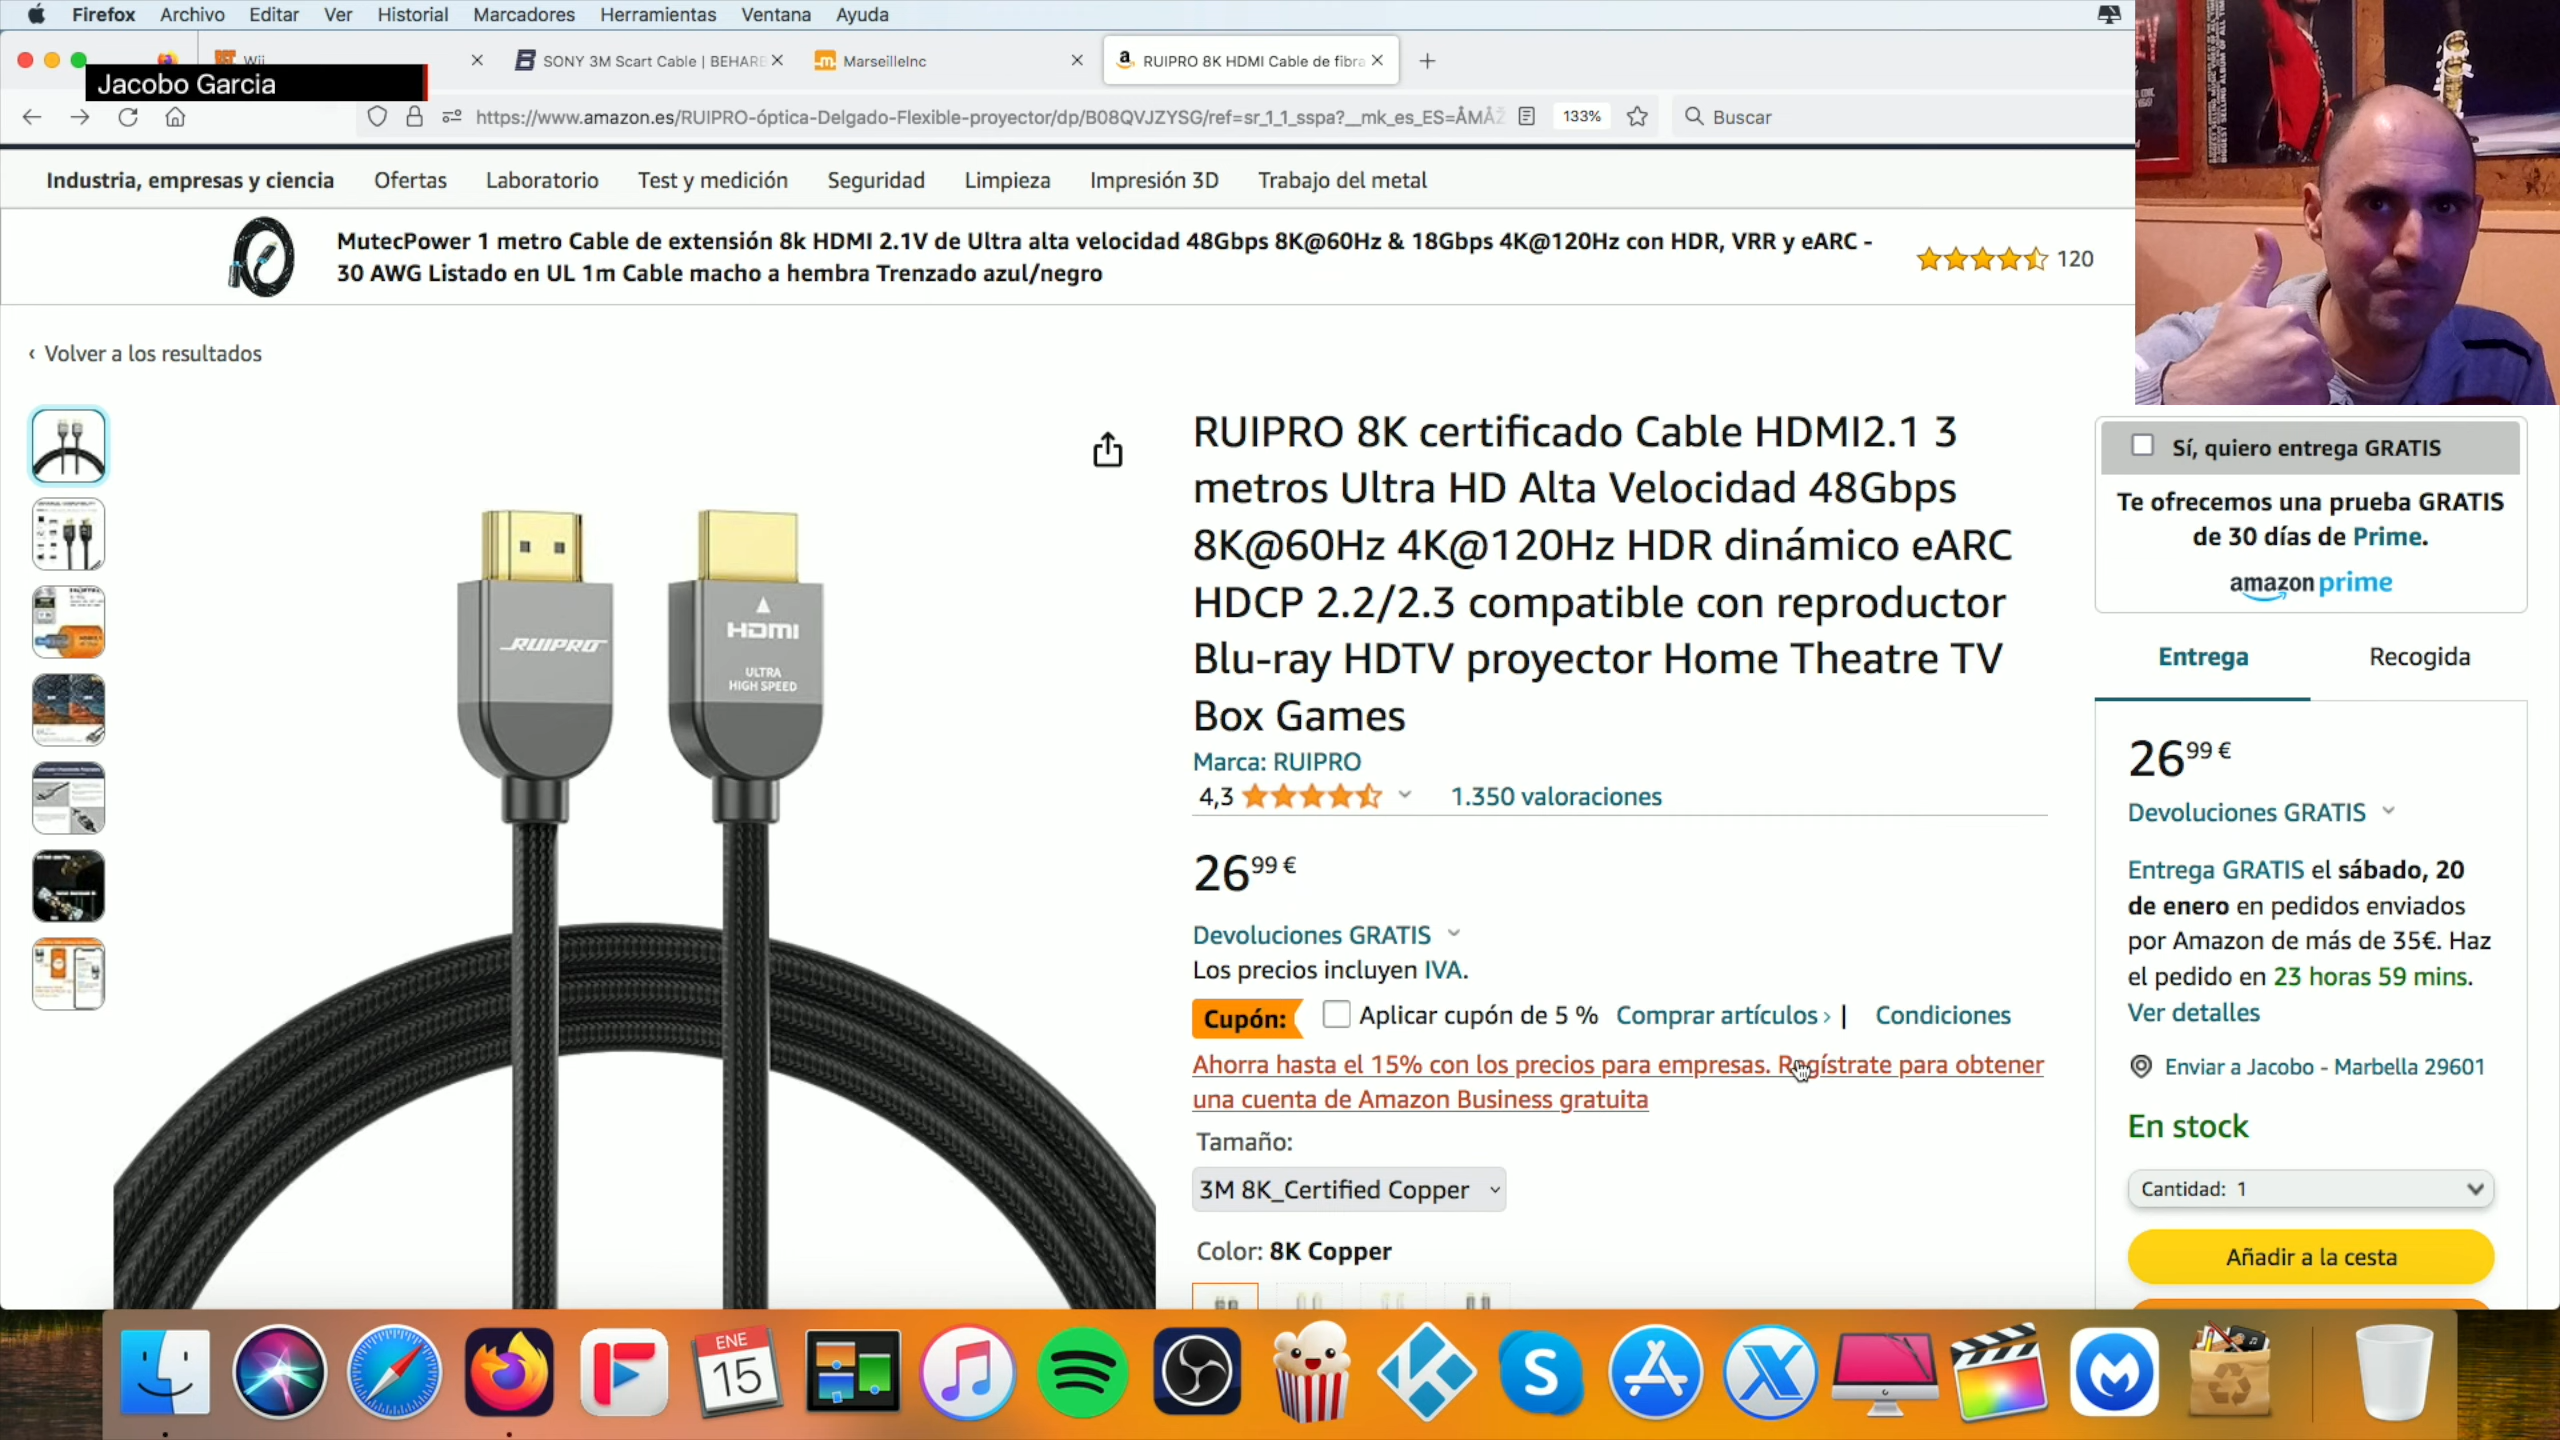 Firefox Archivo Editar Ver Historial Marcadores Herramientas Ventana Ayuda
Wii
SONY 3M Scart Cable | BEHARE
MarseilleInc
RUIPRO 8K HDMI Cable de fibra
Jacobo Garcia
https://www.amazon.es/RUIPRO-óptica-Delgado-Flexible-proyector/dp/B08QVJZYSG/ref=sr_1_1_sspa?__mk_es_ES=ÅMÅŽ
133%
Buscar
Industria, empresas y ciencia Ofertas Laboratorio Test y medición Seguridad Limpieza Impresión 3D Trabajo del metal
MutecPower 1 metro Cable de extensión 8k HDMI 2.1V de Ultra alta velocidad 48Gbps 8K@60Hz & 18Gbps 4K@120Hz con HDR, VRR y eARC -
30 AWG Listado en UL 1m Cable macho a hembra Trenzado azul/negro
120
‹ Volver a los resultados
RUIPRO
HDMI
ULTRA
HIGH SPEED
RUIPRO 8K certificado Cable HDMI2.1 3
metros Ultra HD Alta Velocidad 48Gbps
8K@60Hz 4K@120Hz HDR dinámico eARC
HDCP 2.2/2.3 compatible con reproductor
Blu-ray HDTV proyector Home Theatre TV
Box Games
Marca: RUIPRO
4,3
1.350 valoraciones
2699 €
Devoluciones GRATIS
Los precios incluyen IVA.
Cupón: Aplicar cupón de 5 % Comprar artículos › | Condiciones
Ahorra hasta el 15% con los precios para empresas. Regístrate para obtener
una cuenta de Amazon Business gratuita
Tamaño:
3M 8K_Certified Copper
Color: 8K Copper
Sí, quiero entrega GRATIS
Te ofrecemos una prueba GRATIS
de 30 días de Prime.
amazon prime
Entrega Recogida
2699 €
Devoluciones GRATIS
Entrega GRATIS el sábado, 20
de enero en pedidos enviados
por Amazon de más de 35€. Haz
el pedido en 23 horas 59 mins.
Ver detalles
Enviar a Jacobo - Marbella 29601
En stock
Cantidad: 1
Añadir a la cesta
ENE
15